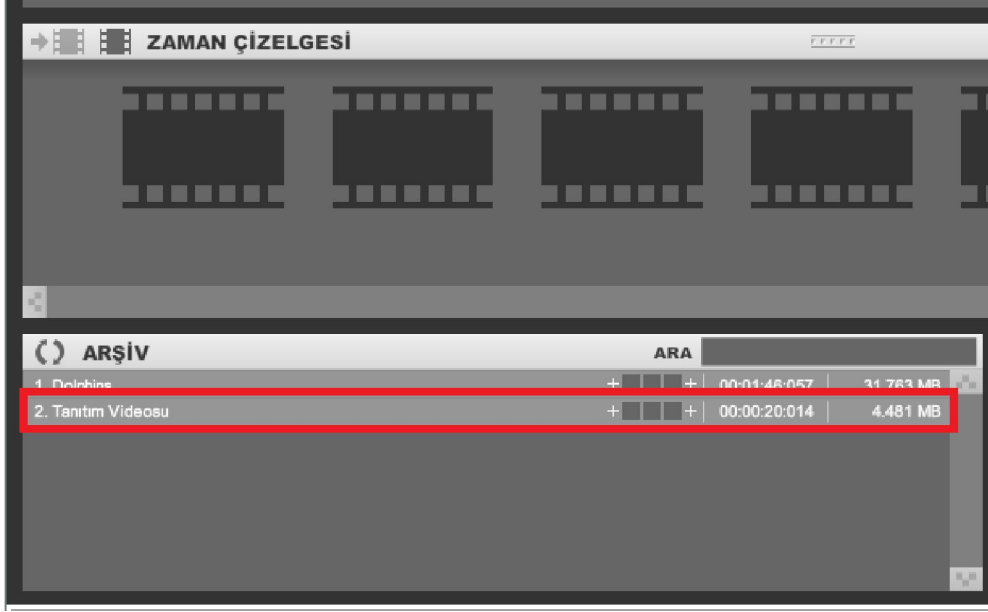 ZAMAN ÇİZELGESİ
ARŞİV ARA
1. Dolphins + + 00:01:46:057 31.763 MB
2. Tanıtım Videosu + + 00:00:20:014 4.481 MB